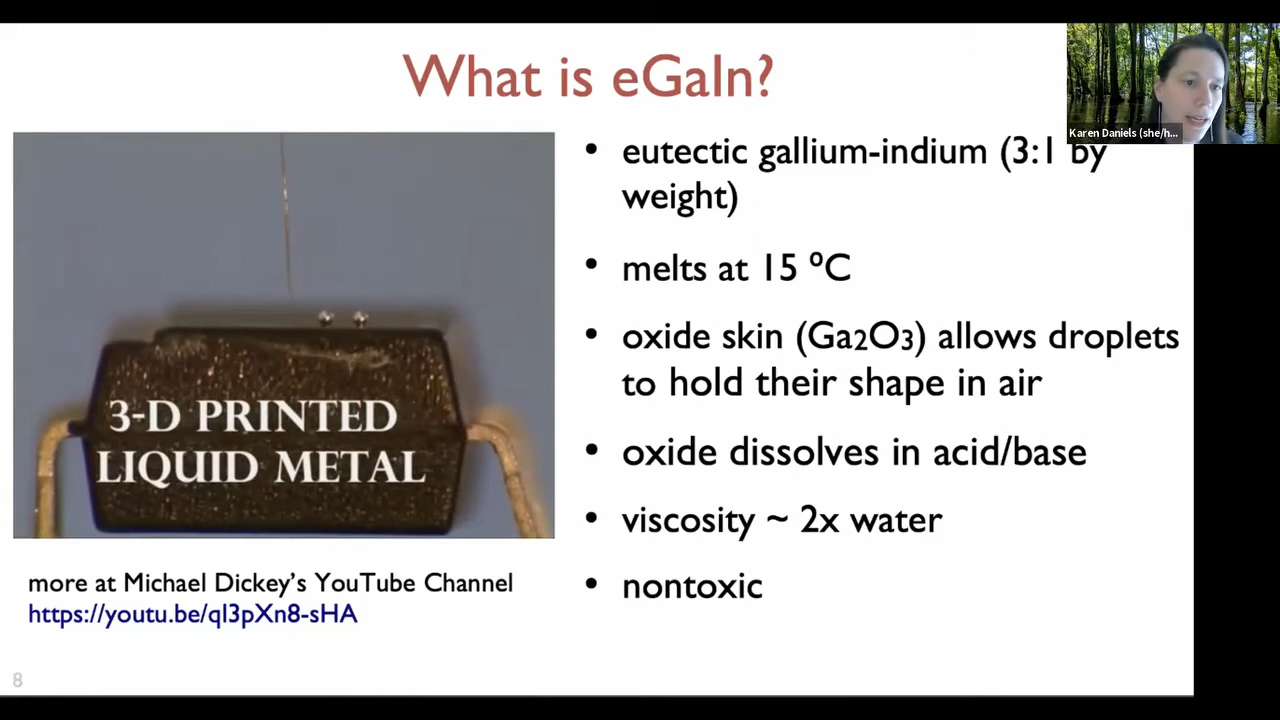 What is eGaIn?
Karen Daniels (she/h...
• eutectic gallium-indium (3:1 by
weight)
• melts at 15 ºC
• oxide skin (Ga2O3) allows droplets
to hold their shape in air
• oxide dissolves in acid/base
• viscosity ~ 2x water
• nontoxic
3-D PRINTED
LIQUID METAL
more at Michael Dickey's YouTube Channel
https://youtu.be/ql3pXn8-sHA
8